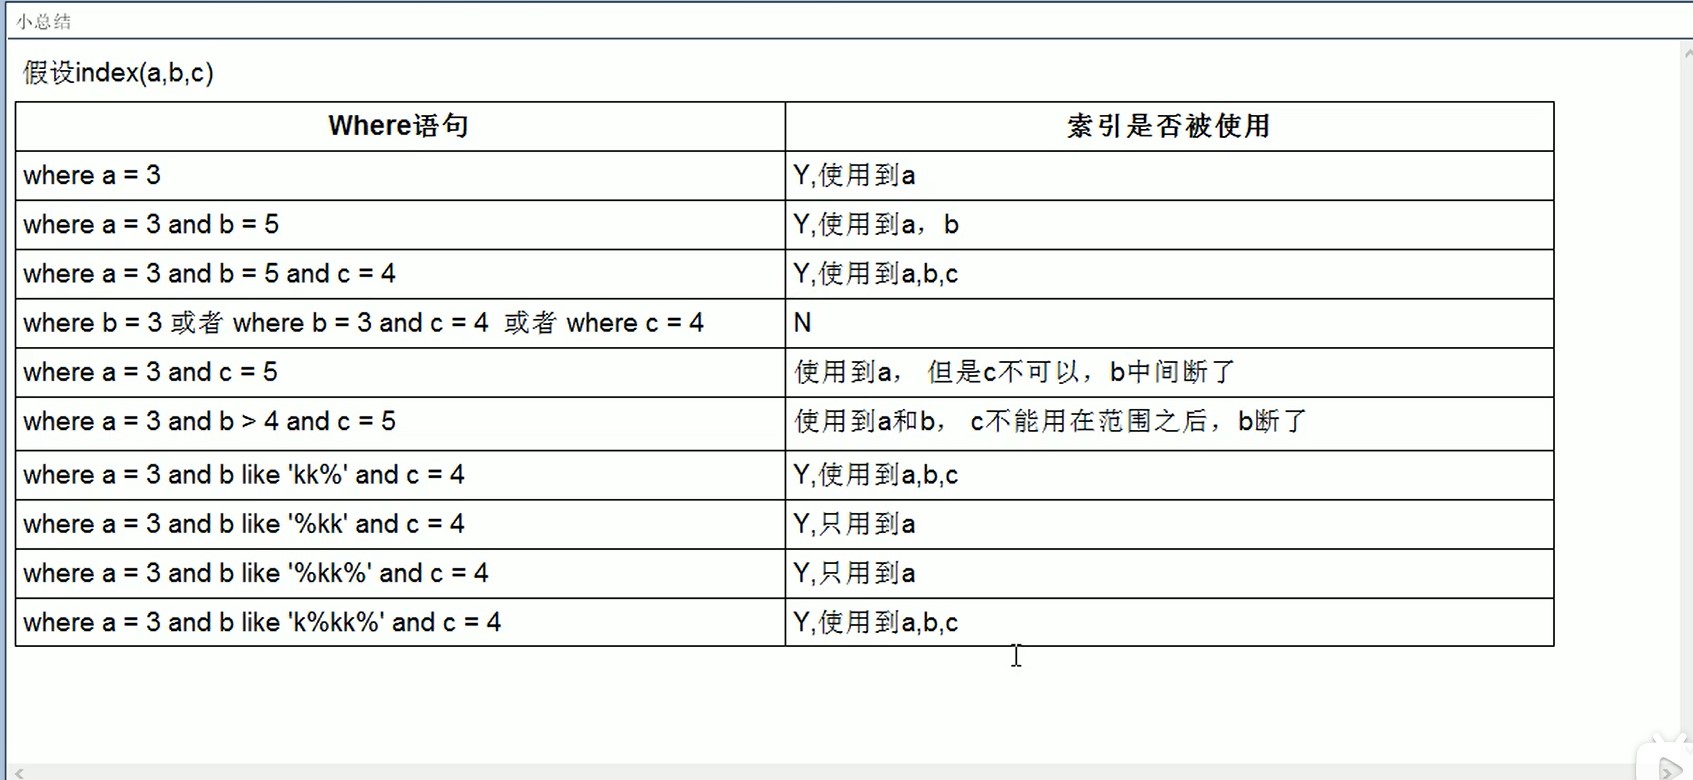 小总结
假设index(a,b,c)
Where语句 索引是否被使用
where a = 3 Y,使用到a
where a = 3 and b = 5 Y,使用到a，b
where a = 3 and b = 5 and c = 4 Y,使用到a,b,c
where b = 3 或者 where b = 3 and c = 4 或者 where c = 4 N
where a = 3 and c = 5 使用到a， 但是c不可以，b中间断了
where a = 3 and b > 4 and c = 5 使用到a和b， c不能用在范围之后，b断了
where a = 3 and b like 'kk%' and c = 4 Y,使用到a,b,c
where a = 3 and b like '%kk' and c = 4 Y,只用到a
where a = 3 and b like '%kk%' and c = 4 Y,只用到a
where a = 3 and b like 'k%kk%' and c = 4 Y,使用到a,b,c